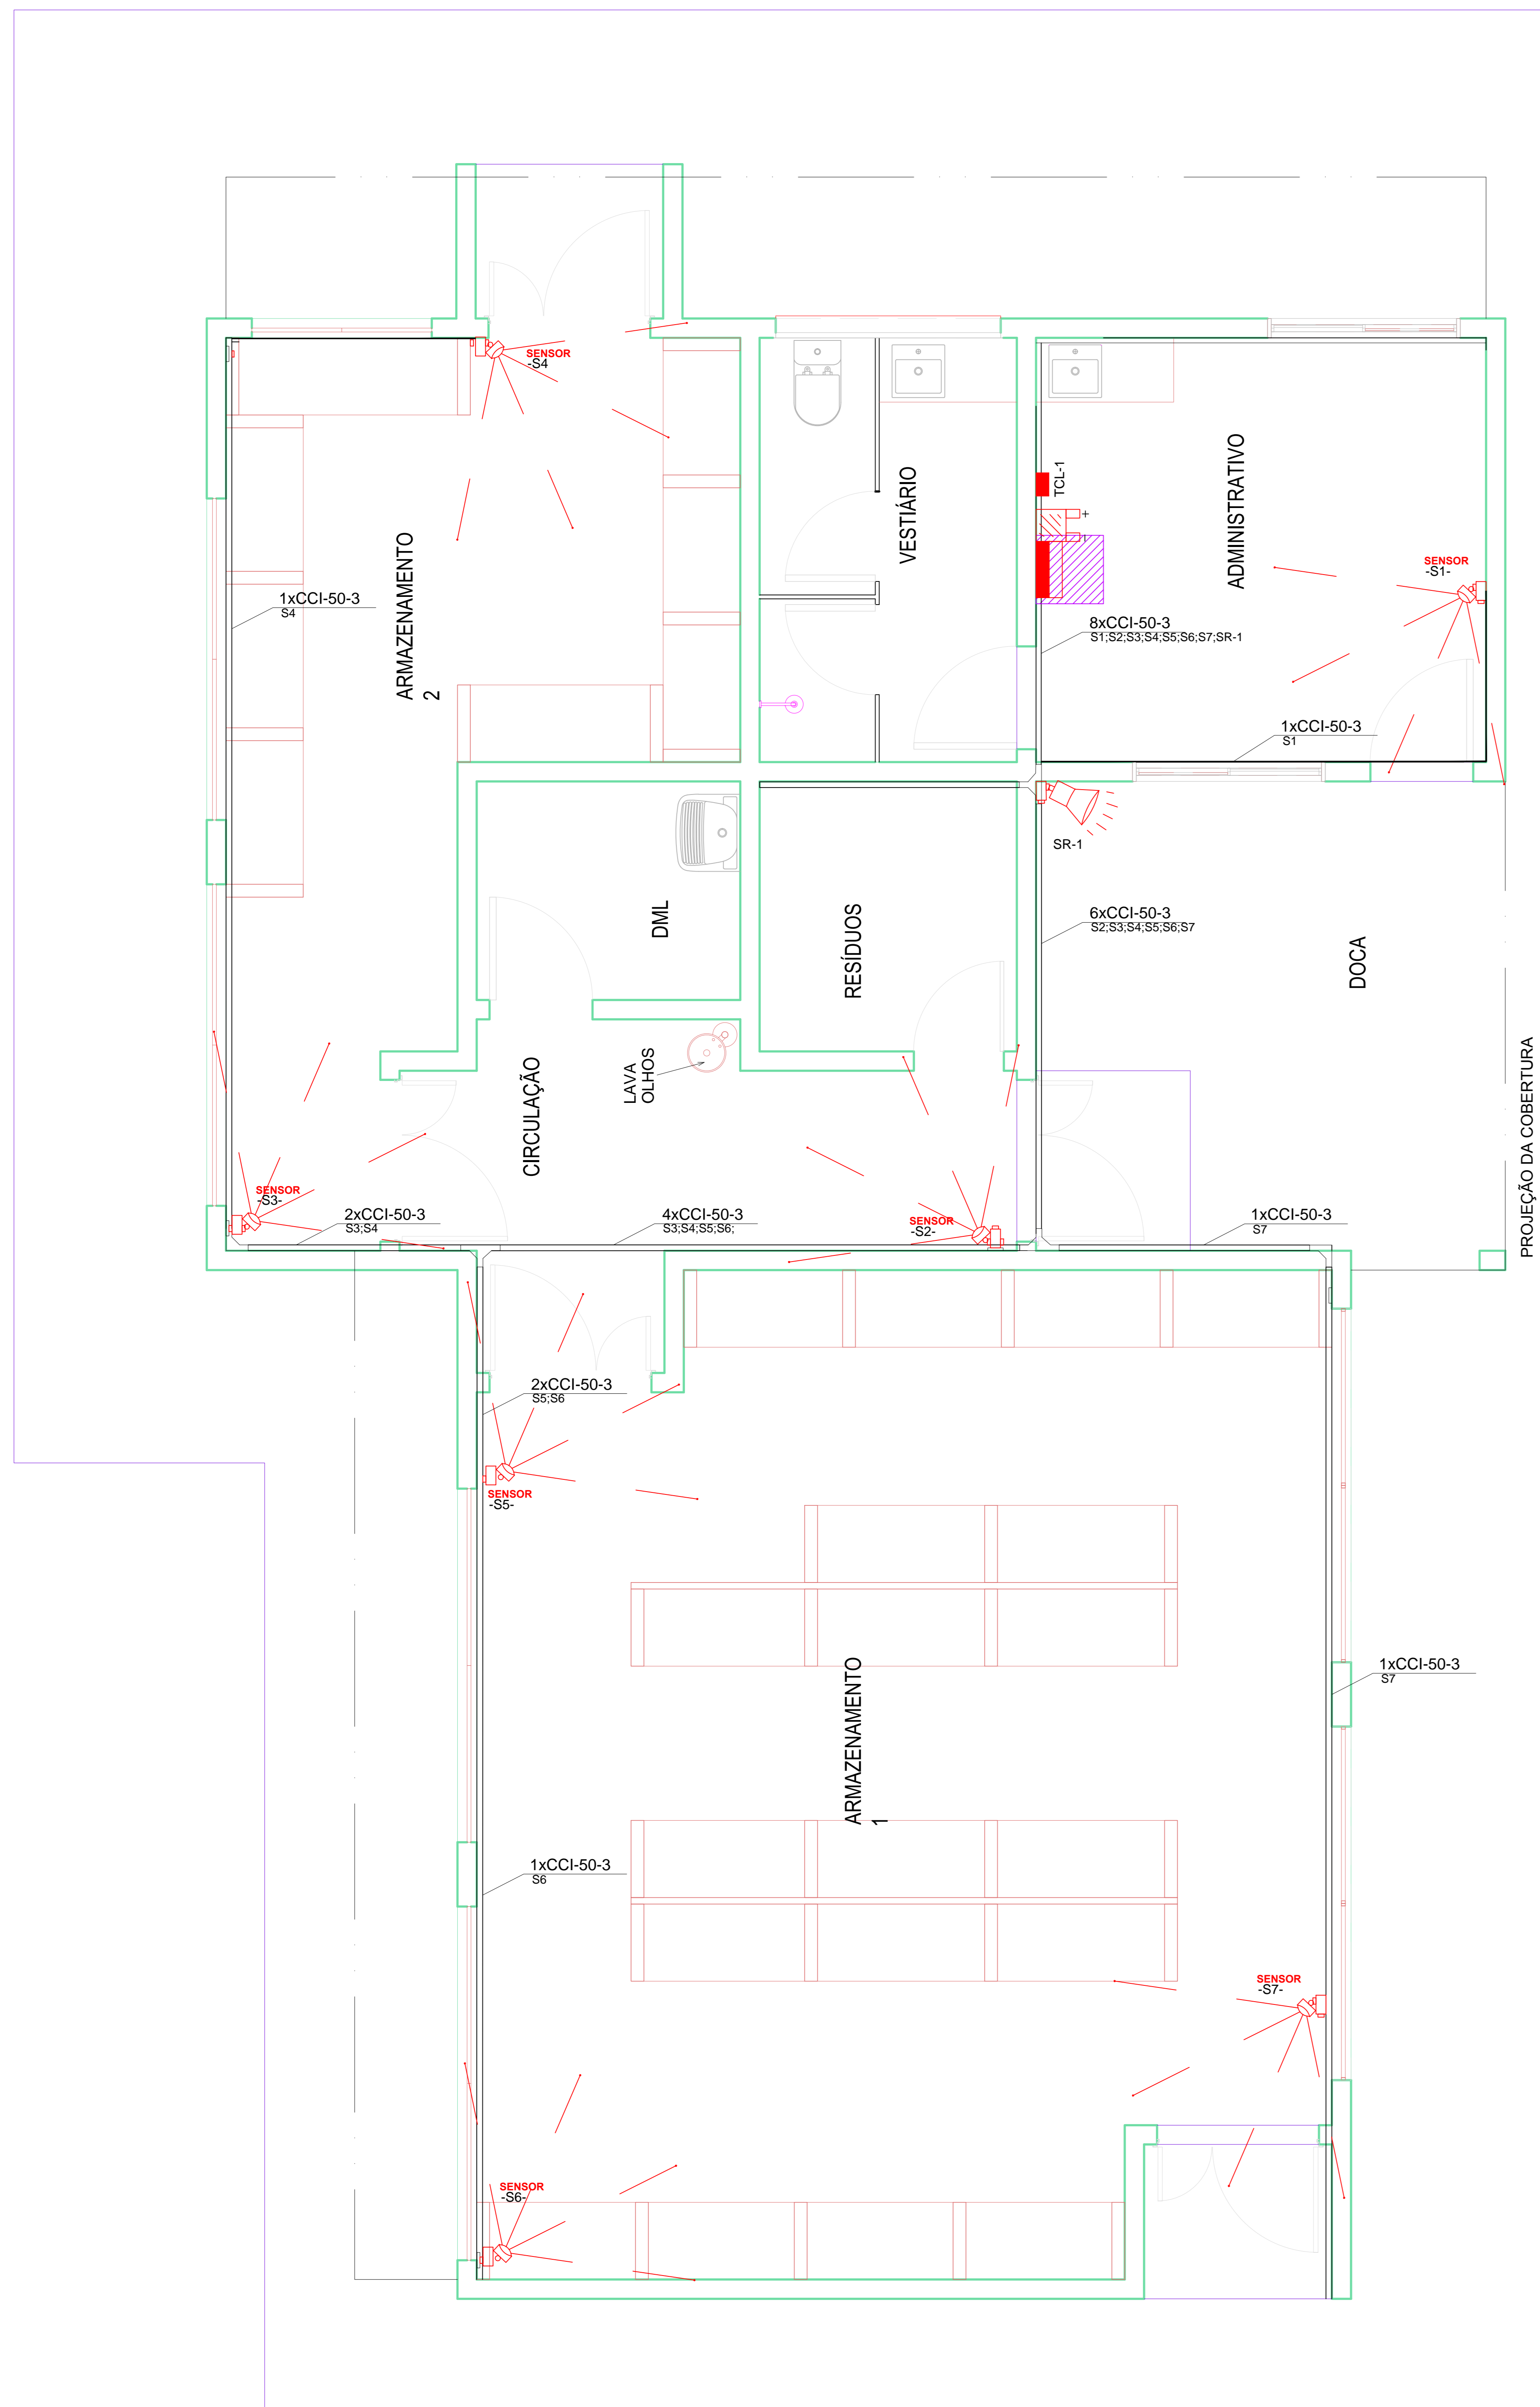 SENSOR
-S4
TCL-1
+
-
ADMINISTRATIVO
VESTIÁRIO
ARMAZENAMENTO
2
SENSOR
-S1-
1xCCI-50-3
S4
8xCCI-50-3
S1;S2;S3;S4;S5;S6;S7;SR-1
1xCCI-50-3
S1
SR-1
DML
RESÍDUOS
6xCCI-50-3
S2;S3;S4;S5;S6;S7
DOCA
CIRCULAÇÃO
LAVA
OLHOS
PROJEÇÃO DA COBERTURA
SENSOR
-S3-
2xCCI-50-3
S3;S4
4xCCI-50-3
S3;S4;S5;S6;
SENSOR
-S2-
1xCCI-50-3
S7
2xCCI-50-3
S5;S6
SENSOR
-S5-
ARMAZENAMENTO
1
1xCCI-50-3
S7
1xCCI-50-3
S6
SENSOR
-S7-
SENSOR
-S6-